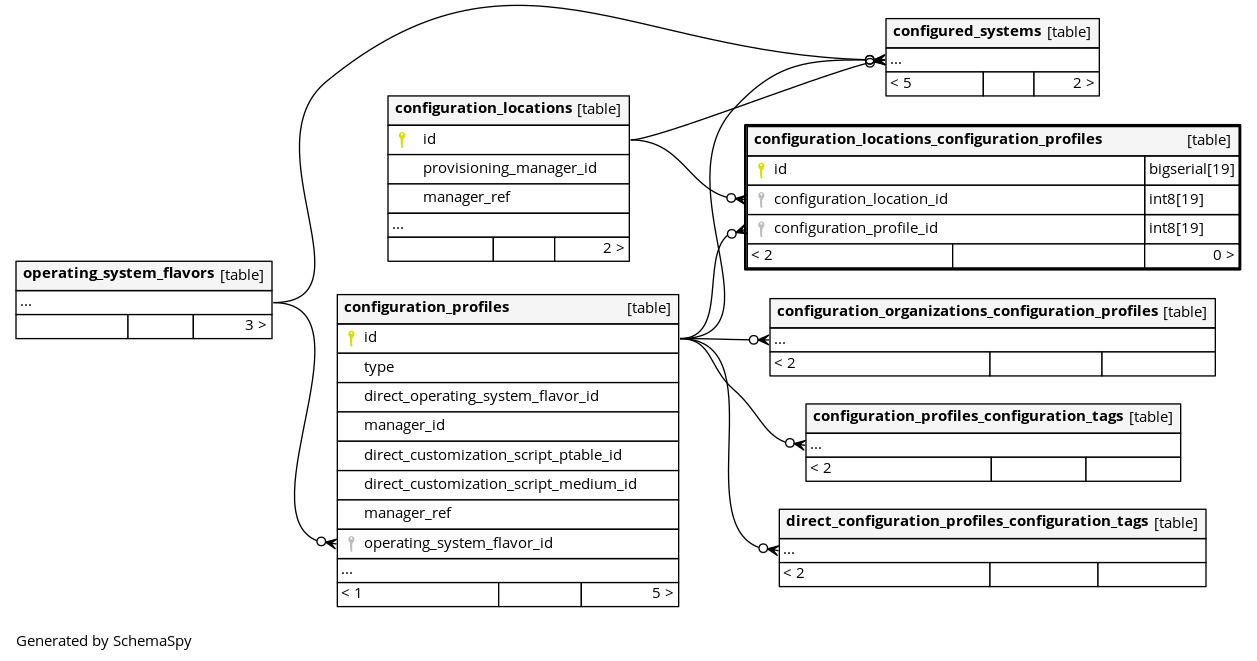 configured_systems [table]
...
< 5 2 >
configuration_locations [table]
id
provisioning_manager_id
manager_ref
...
2 >
configuration_locations_configuration_profiles [table]
id bigserial[19]
configuration_location_id int8[19]
configuration_profile_id int8[19]
< 2 0 >
operating_system_flavors [table]
...
3 >
configuration_profiles [table]
id
type
direct_operating_system_flavor_id
manager_id
direct_customization_script_ptable_id
direct_customization_script_medium_id
manager_ref
operating_system_flavor_id
...
< 1 5 >
configuration_organizations_configuration_profiles [table]
...
< 2
configuration_profiles_configuration_tags [table]
...
< 2
direct_configuration_profiles_configuration_tags [table]
...
< 2
Generated by SchemaSpy